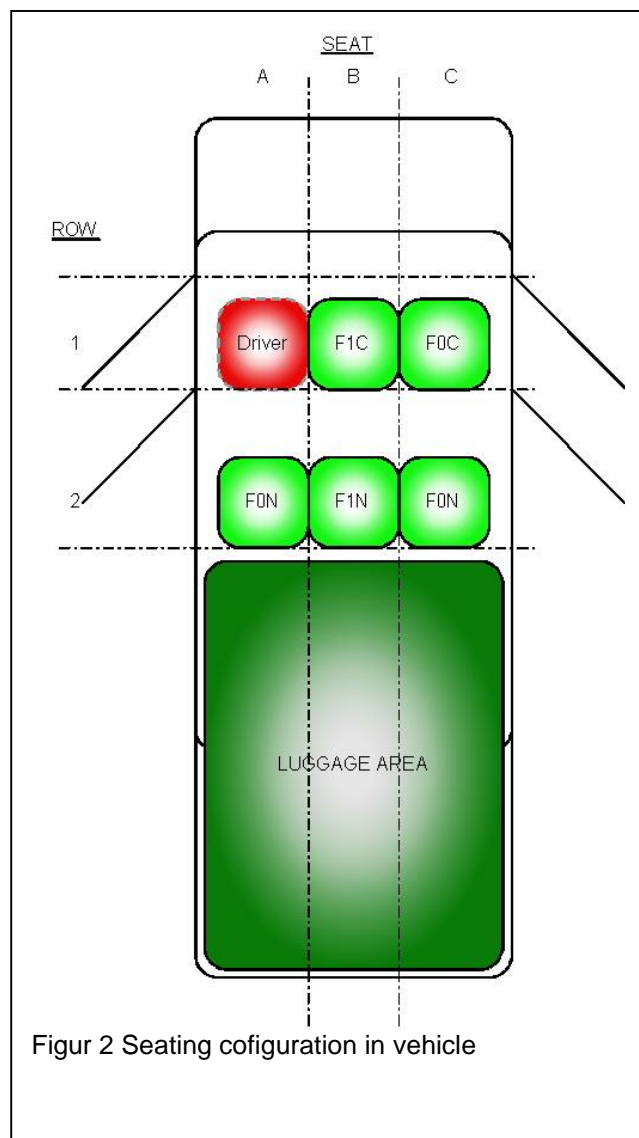 SEAT
A B C
ROW
1 Driver F1C F0C
2 F0N F1N F0N
LUGGAGE AREA
Figur 2 Seating cofiguration in vehicle